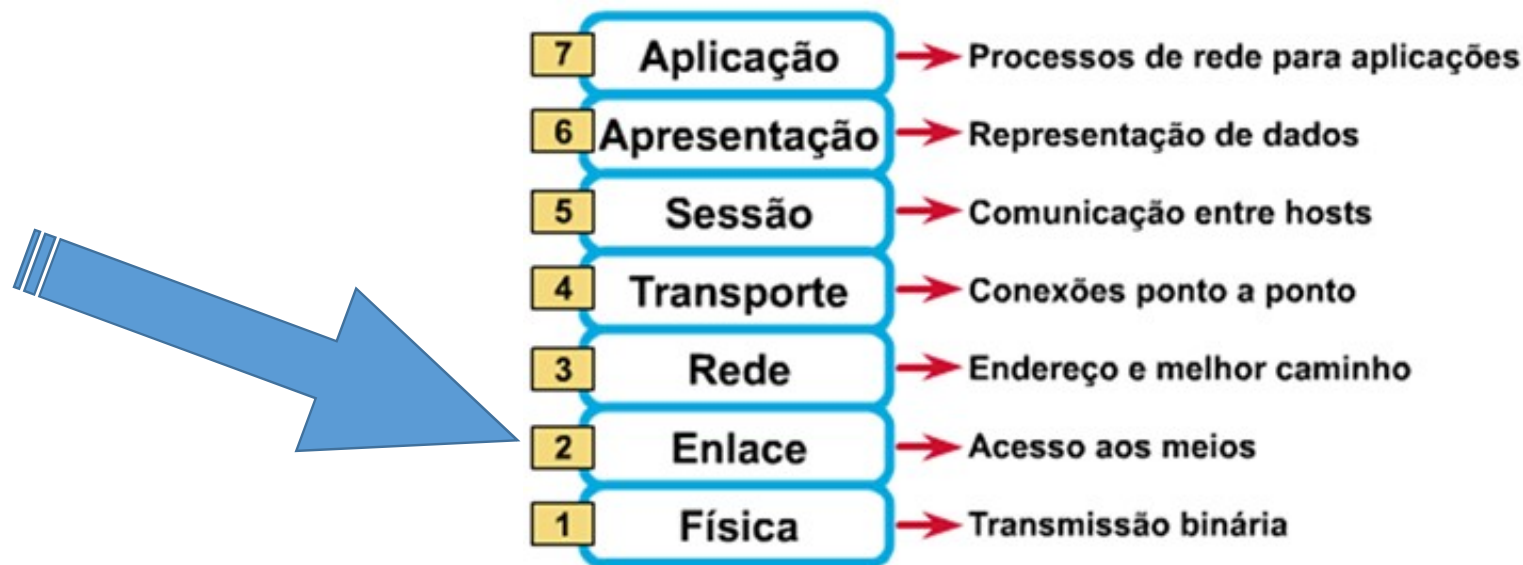 7 Aplicação Processos de rede para aplicações
6 Apresentação Representação de dados
5 Sessão Comunicação entre hosts
4 Transporte Conexões ponto a ponto
3 Rede Endereço e melhor caminho
2 Enlace Acesso aos meios
1 Física Transmissão binária